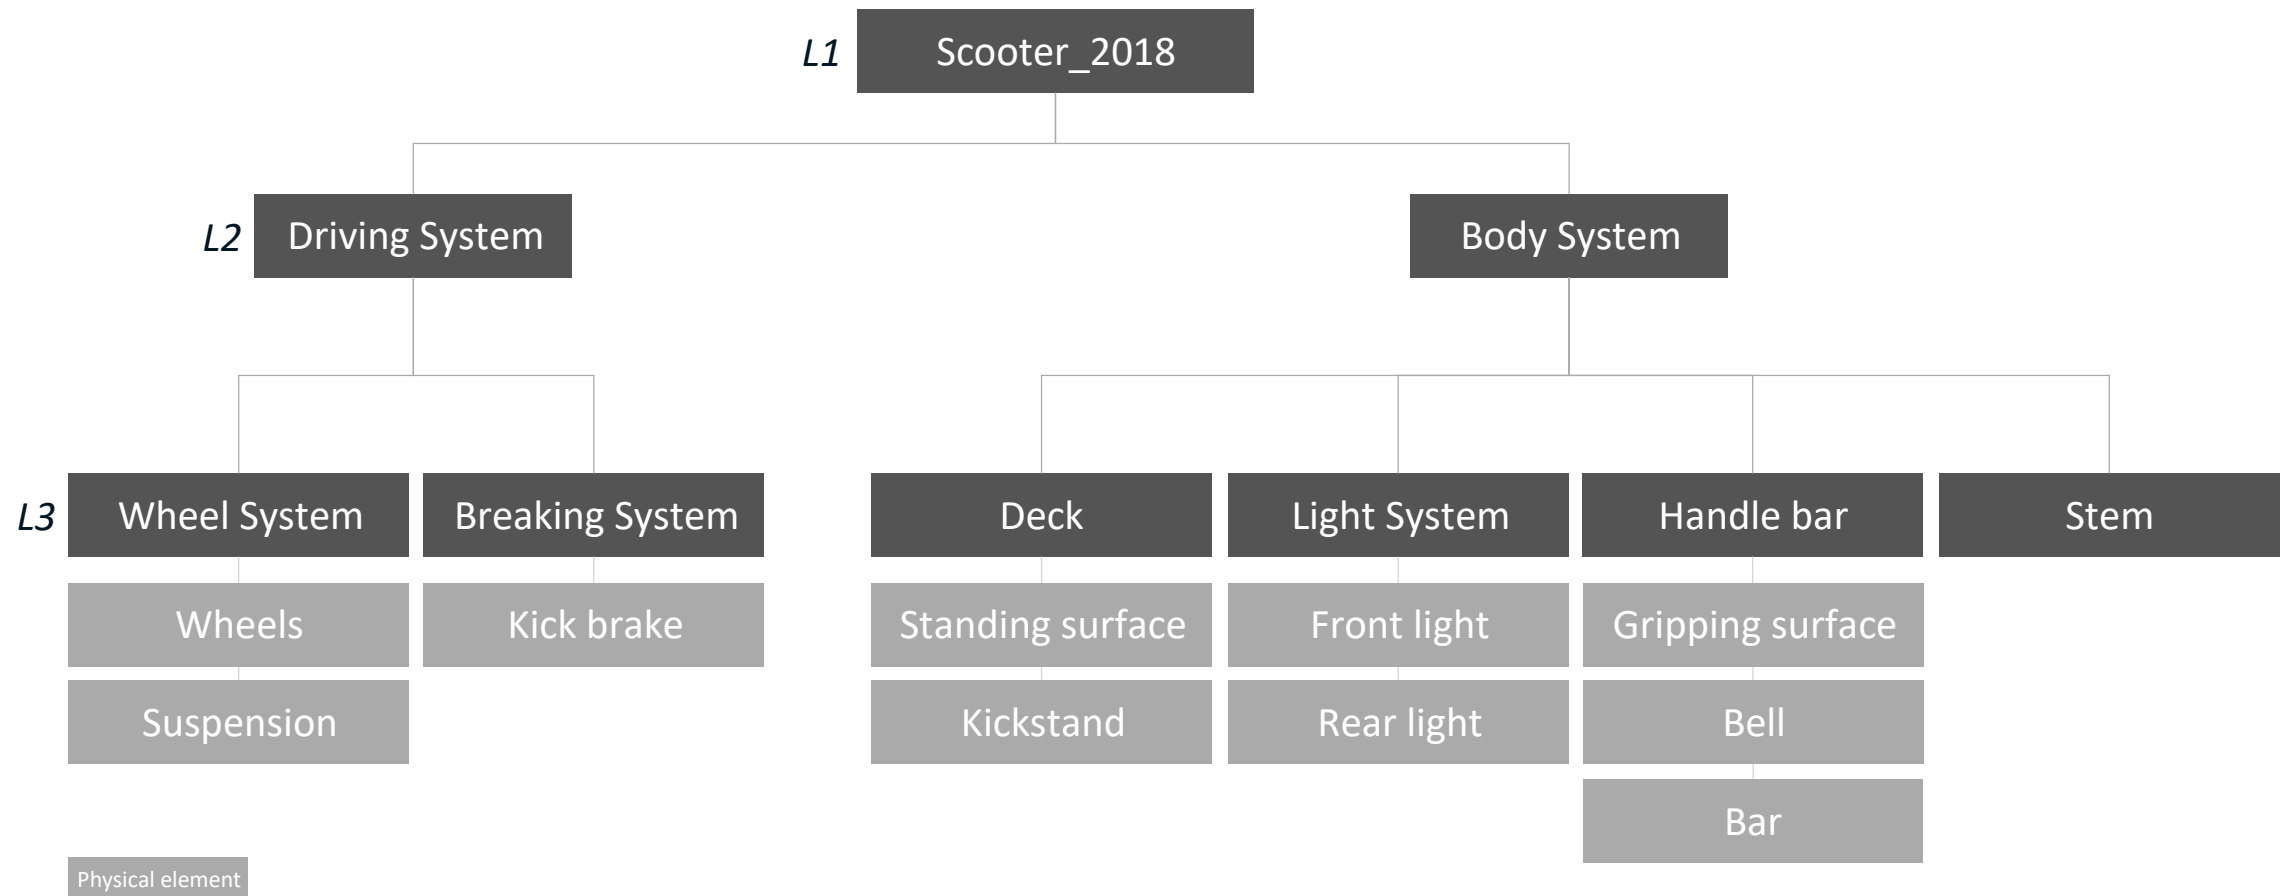 L1
Scooter_2018
L2
Driving System
Body System
L3
Wheel System
Breaking System
Deck
Light System
Handle bar
Stem
Wheels
Kick brake
Standing surface
Front light
Gripping surface
Suspension
Kickstand
Rear light
Bell
Bar
Physical element